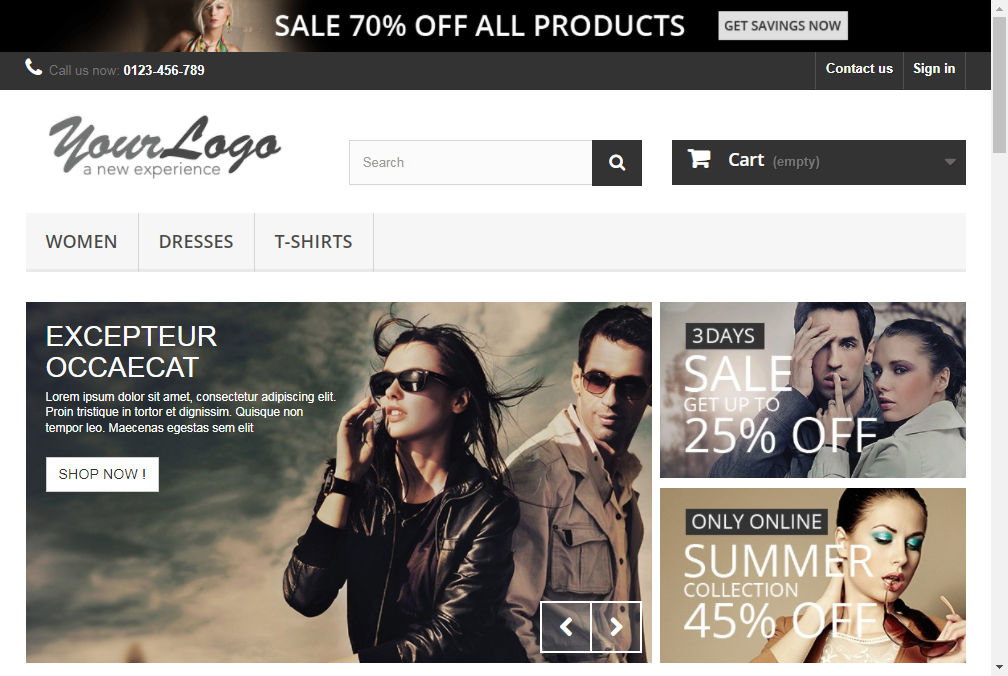 SALE 70% OFF ALL PRODUCTS
GET SAVINGS NOW
Call us now: 0123-456-789
Contact us
Sign in
YourLogo
a new experience
Search
Cart (empty)
WOMEN
DRESSES
T-SHIRTS
EXCEPTEUR
OCCAECAT
Lorem ipsum dolor sit amet, consectetur adipiscing elit.
Proin tristique in tortor et dignissim. Quisque non
tempor leo. Maecenas egestas sem elit
SHOP NOW !
3 DAYS
SALE
GET UP TO
25% OFF
ONLY ONLINE
SUMMER
COLLECTION
45% OFF